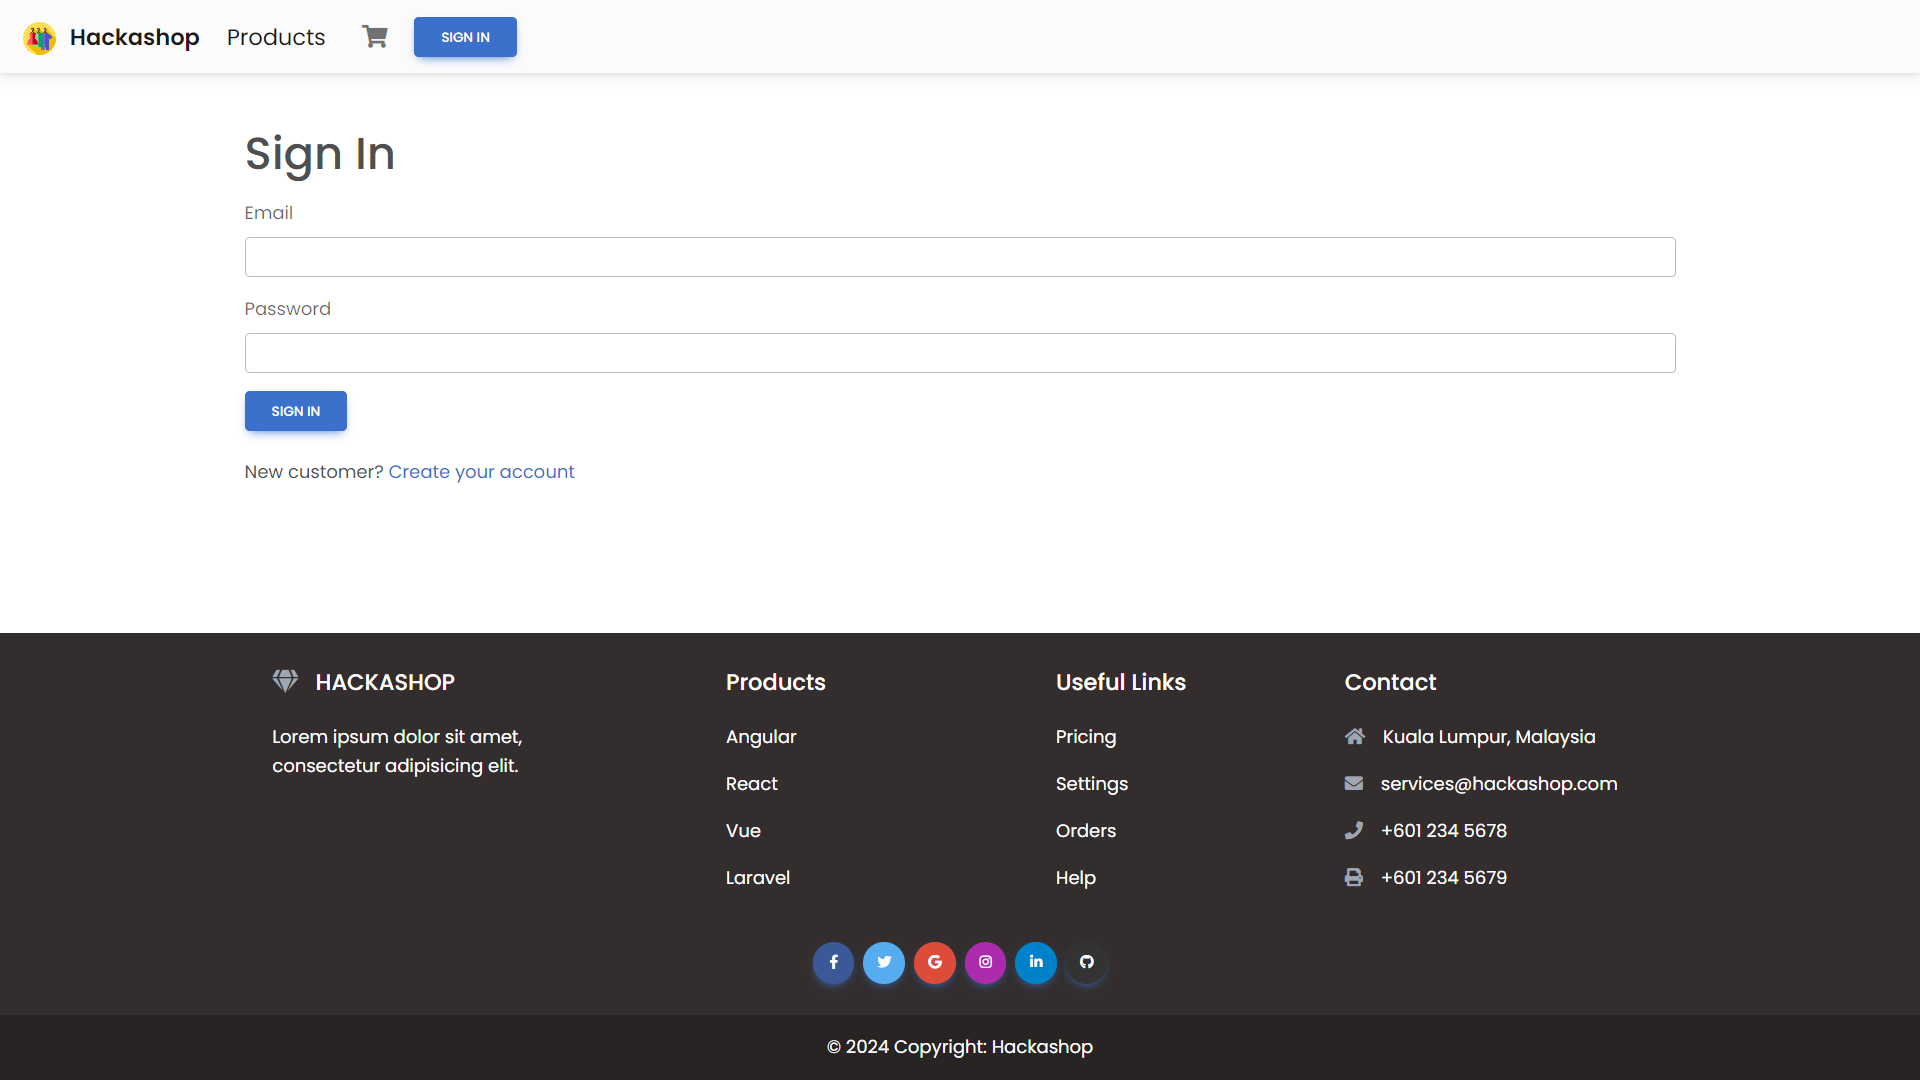 Hackashop
Products
SIGN IN
Sign In
Email
Password
SIGN IN
New customer? Create your account
HACKASHOP
Lorem ipsum dolor sit amet,
consectetur adipisicing elit.
Products
Angular
React
Vue
Laravel
Useful Links
Pricing
Settings
Orders
Help
Contact
Kuala Lumpur, Malaysia
services@hackashop.com
+601 234 5678
+601 234 5679
© 2024 Copyright: Hackashop